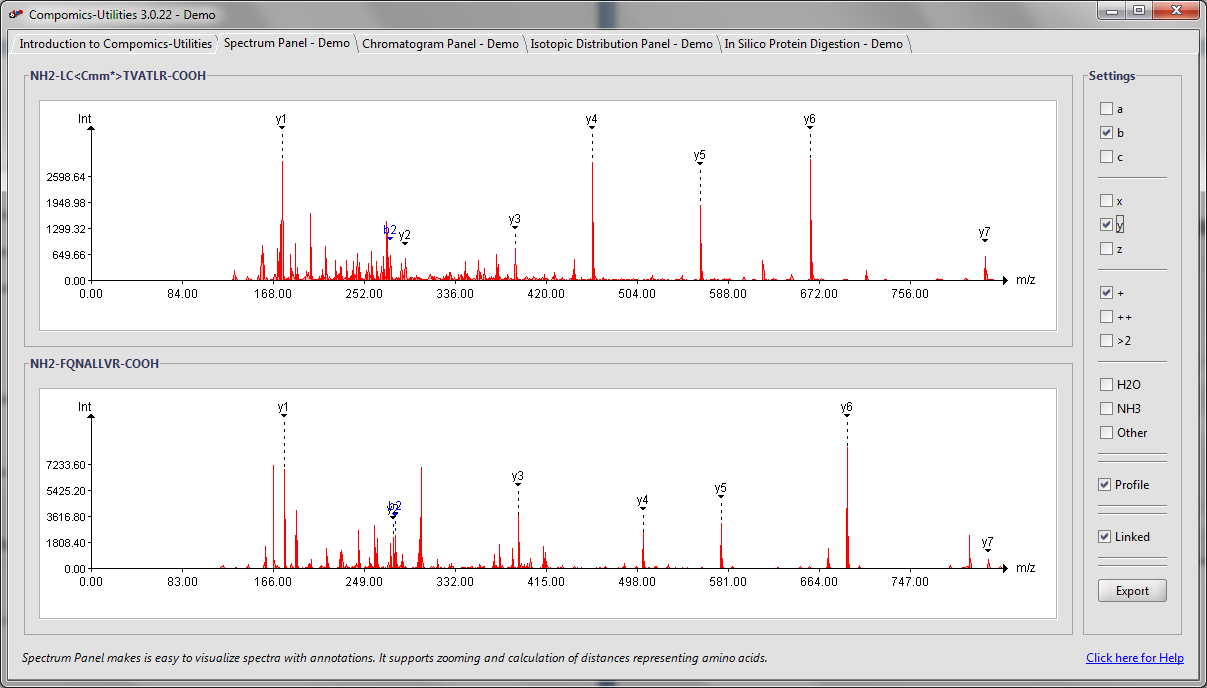 Compomics-Utilities 3.0.22 - Demo
Introduction to Compomics-Utilities
Spectrum Panel - Demo
Chromatogram Panel - Demo
Isotopic Distribution Panel - Demo
In Silico Protein Digestion - Demo
NH2-LC<Cmm*>TVATLR-COOH
Int
y1
y4
y6
y5
y3
b2
y2
y7
2598.64
1948.98
1299.32
649.66
0.00
0.00
84.00
168.00
252.00
336.00
420.00
504.00
588.00
672.00
756.00
m/z
NH2-FQNALLVR-COOH
Int
y1
y6
y3
y5
y4
b2
y2
y7
7233.60
5425.20
3616.80
1808.40
0.00
0.00
83.00
166.00
249.00
332.00
415.00
498.00
581.00
664.00
747.00
m/z
Settings
a
b
c
x
y
z
+
++
>2
H2O
NH3
Other
Profile
Linked
Export
Spectrum Panel makes is easy to visualize spectra with annotations. It supports zooming and calculation of distances representing amino acids.
Click here for Help